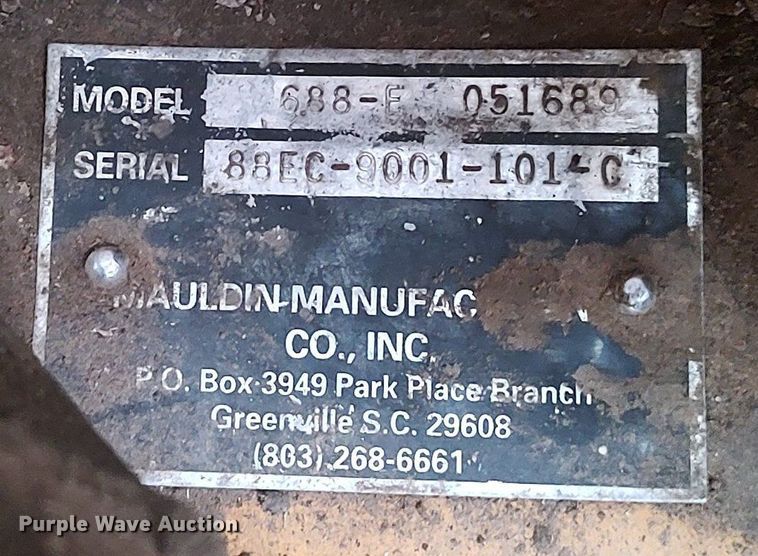 MODEL 688-E 051689
SERIAL 88EC-9001-101-C
MAULDIN MANUFAC
CO., INC.
P.O. Box 3949 Park Place Branch
Greenville S.C. 29608
(803) 268-6661
Purple Wave Auction